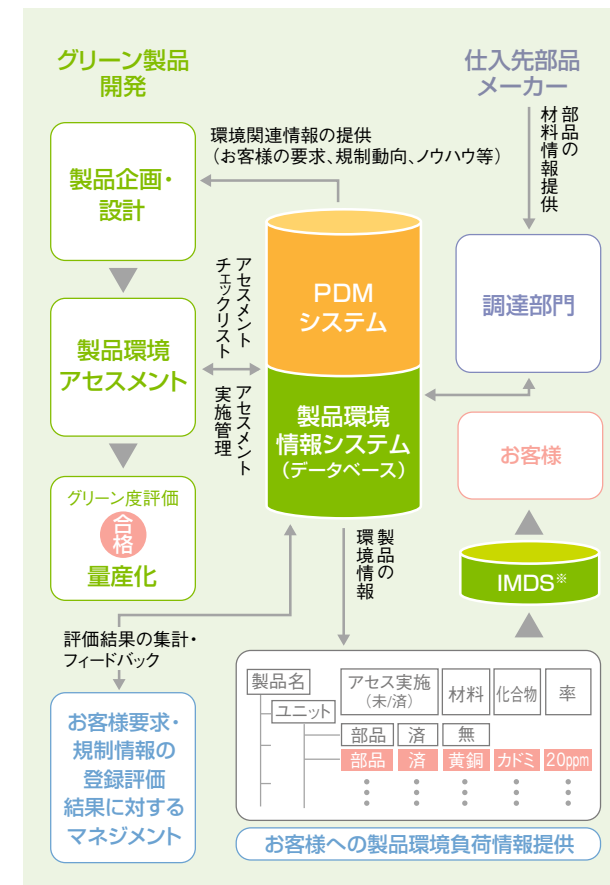 グリーン製品
開発
仕入先部品
メーカー
環境関連情報の提供
（お客様の要求、規制動向、ノウハウ等）
部品の
材料情報提供
製品企画・
設計
PDM
システム
調達部門
アセスメント
チェックリスト
製品環境
アセスメント
アセスメント
実施管理
製品環境
情報システム
（データベース）
お客様
グリーン度評価
合格
量産化
製品の
環境情報
IMDS※
評価結果の集計・
フィードバック
お客様要求・
規制情報の
登録評価
結果に対する
マネジメント
製品名 アセス実施 材料 化合物 率
（未/済）
ユニット
部品 済 無
部品 済 黄銅 カドミ 20ppm
お客様への製品環境負荷情報提供